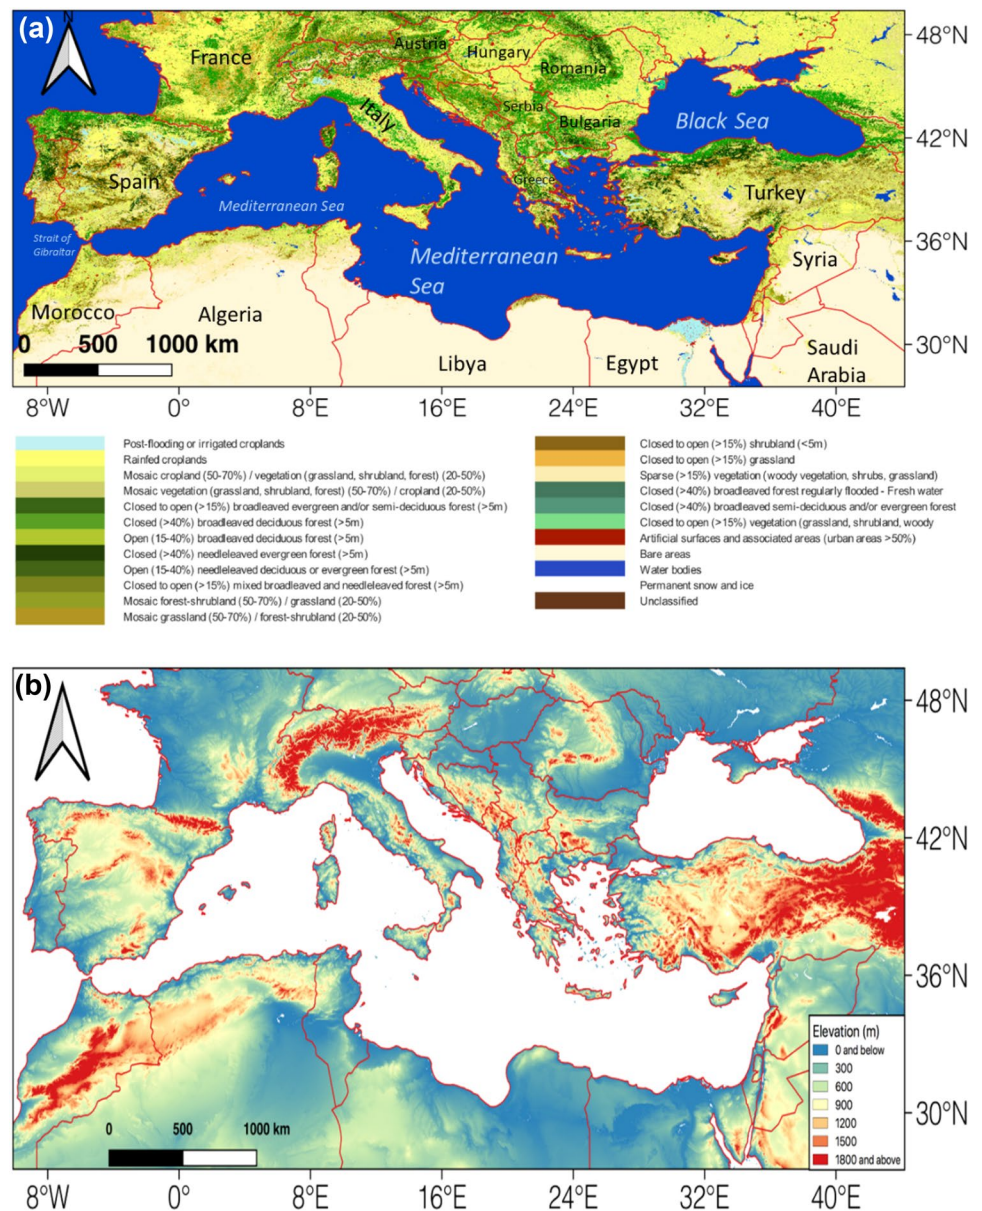 (a)
N
48°N
France
Austria
Hungary
Romania
Serbia
Italy
Bulgaria
Black Sea
42°N
Spain
Greece
Turkey
Mediterranean Sea
Strait of
Gibraltar
36°N
Mediterranean
Sea
Syria
Morocco
Algeria
0 500 1000 km
Libya
Egypt
Saudi
Arabia
30°N
8°W 0° 8°E 16°E 24°E 32°E 40°E
Post-flooding or irrigated croplands
Rainfed croplands
Mosaic cropland (50-70%) / vegetation (grassland, shrubland, forest) (20-50%)
Mosaic vegetation (grassland, shrubland, forest) (50-70%) / cropland (20-50%)
Closed to open (>15%) broadleaved evergreen and/or semi-deciduous forest (>5m)
Closed (>40%) broadleaved deciduous forest (>5m)
Open (15-40%) broadleaved deciduous forest (>5m)
Closed (>40%) needleleaved evergreen forest (>5m)
Open (15-40%) needleleaved deciduous or evergreen forest (>5m)
Closed to open (>15%) mixed broadleaved and needleleaved forest (>5m)
Mosaic forest-shrubland (50-70%) / grassland (20-50%)
Mosaic grassland (50-70%) / forest-shrubland (20-50%)
Closed to open (>15%) shrubland (<5m)
Closed to open (>15%) grassland
Sparse (>15%) vegetation (woody vegetation, shrubs, grassland)
Closed (>40%) broadleaved forest regularly flooded - Fresh water
Closed (>40%) broadleaved semi-deciduous and/or evergreen forest
Closed to open (>15%) vegetation (grassland, shrubland, woody
Artificial surfaces and associated areas (urban areas >50%)
Bare areas
Water bodies
Permanent snow and ice
Unclassified
(b)
48°N
42°N
36°N
30°N
Elevation (m)
0 and below
300
600
900
1200
1500
1800 and above
0 500 1000 km
8°W 0° 8°E 16°E 24°E 32°E 40°E